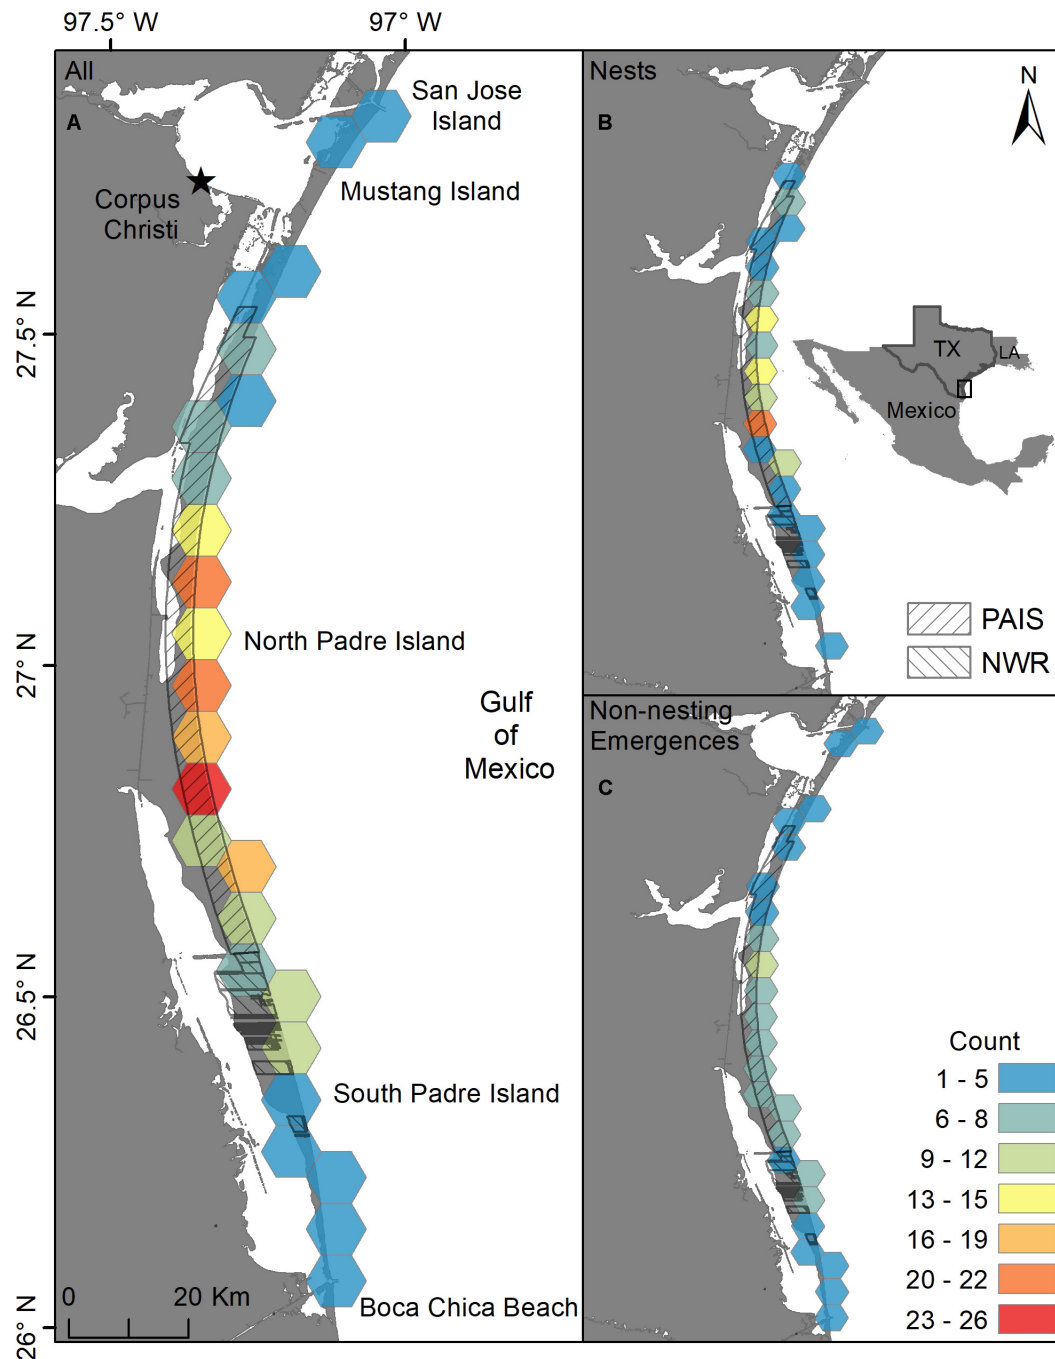 97.5° W
97° W
All
A
San Jose
Island
Mustang Island
Corpus
Christi
27.5° N
North Padre Island
27° N
Gulf
of
Mexico
26.5° N
South Padre Island
0
20 Km
Boca Chica Beach
26° N
Nests
B
N
TX
LA
Mexico
PAIS
NWR
Non-nesting
Emergences
C
Count
1 - 5
6 - 8
9 - 12
13 - 15
16 - 19
20 - 22
23 - 26